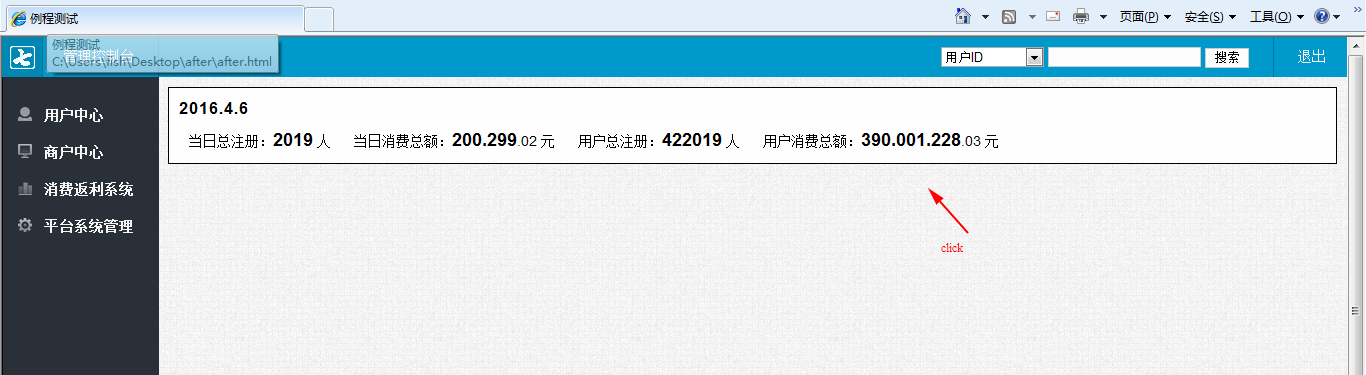 例程测试
页面(P) 安全(S) 工具(O)
例程测试
管理控制台
C:\Users\lish\Desktop\after\after.html
用户ID 搜索 退出
用户中心
商户中心
消费返利系统
平台系统管理
2016.4.6
当日总注册：2019 人 当日消费总额：200.299.02 元 用户总注册：422019 人 用户消费总额：390.001.228.03 元
click